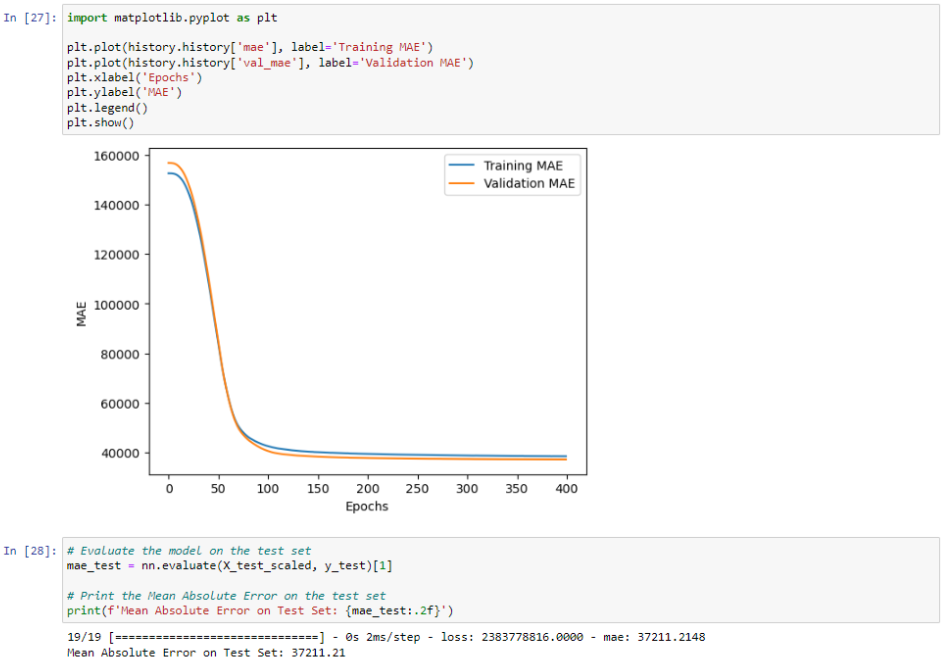 In [27]: import matplotlib.pyplot as plt
plt.plot(history.history['mae'], label='Training MAE')
plt.plot(history.history['val_mae'], label='Validation MAE')
plt.xlabel('Epochs')
plt.ylabel('MAE')
plt.legend()
plt.show()
Training MAE
Validation MAE
160000
140000
120000
100000
80000
60000
40000
MAE
0 50 100 150 200 250 300 350 400
Epochs
In [28]: # Evaluate the model on the test set
mae_test = nn.evaluate(X_test_scaled, y_test)[1]
# Print the Mean Absolute Error on the test set
print(f'Mean Absolute Error on Test Set: {mae_test:.2f}')
19/19 [==============================] - 0s 2ms/step - loss: 2383778816.0000 - mae: 37211.2148
Mean Absolute Error on Test Set: 37211.21